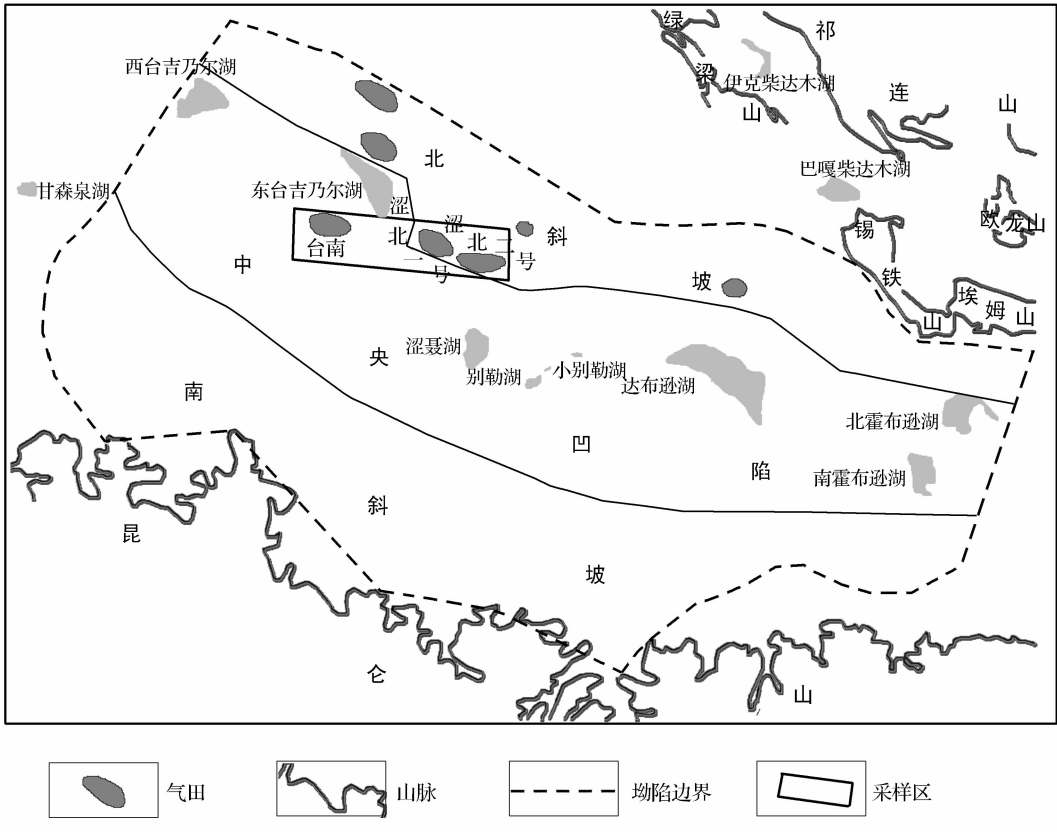 绿梁山
祁连山
西台吉乃尔湖
伊克柴达木湖
北斜坡
巴嘎柴达木湖
甘森泉湖
东台吉乃尔湖
欧龙山
锡铁山
涩北一号
涩北二号
台南
中央凹陷
埃姆山
涩聂湖
别勒湖
小别勒湖
达布逊湖
南斜坡
北霍布逊湖
南霍布逊湖
昆仑山
气田
山脉
坳陷边界
采样区